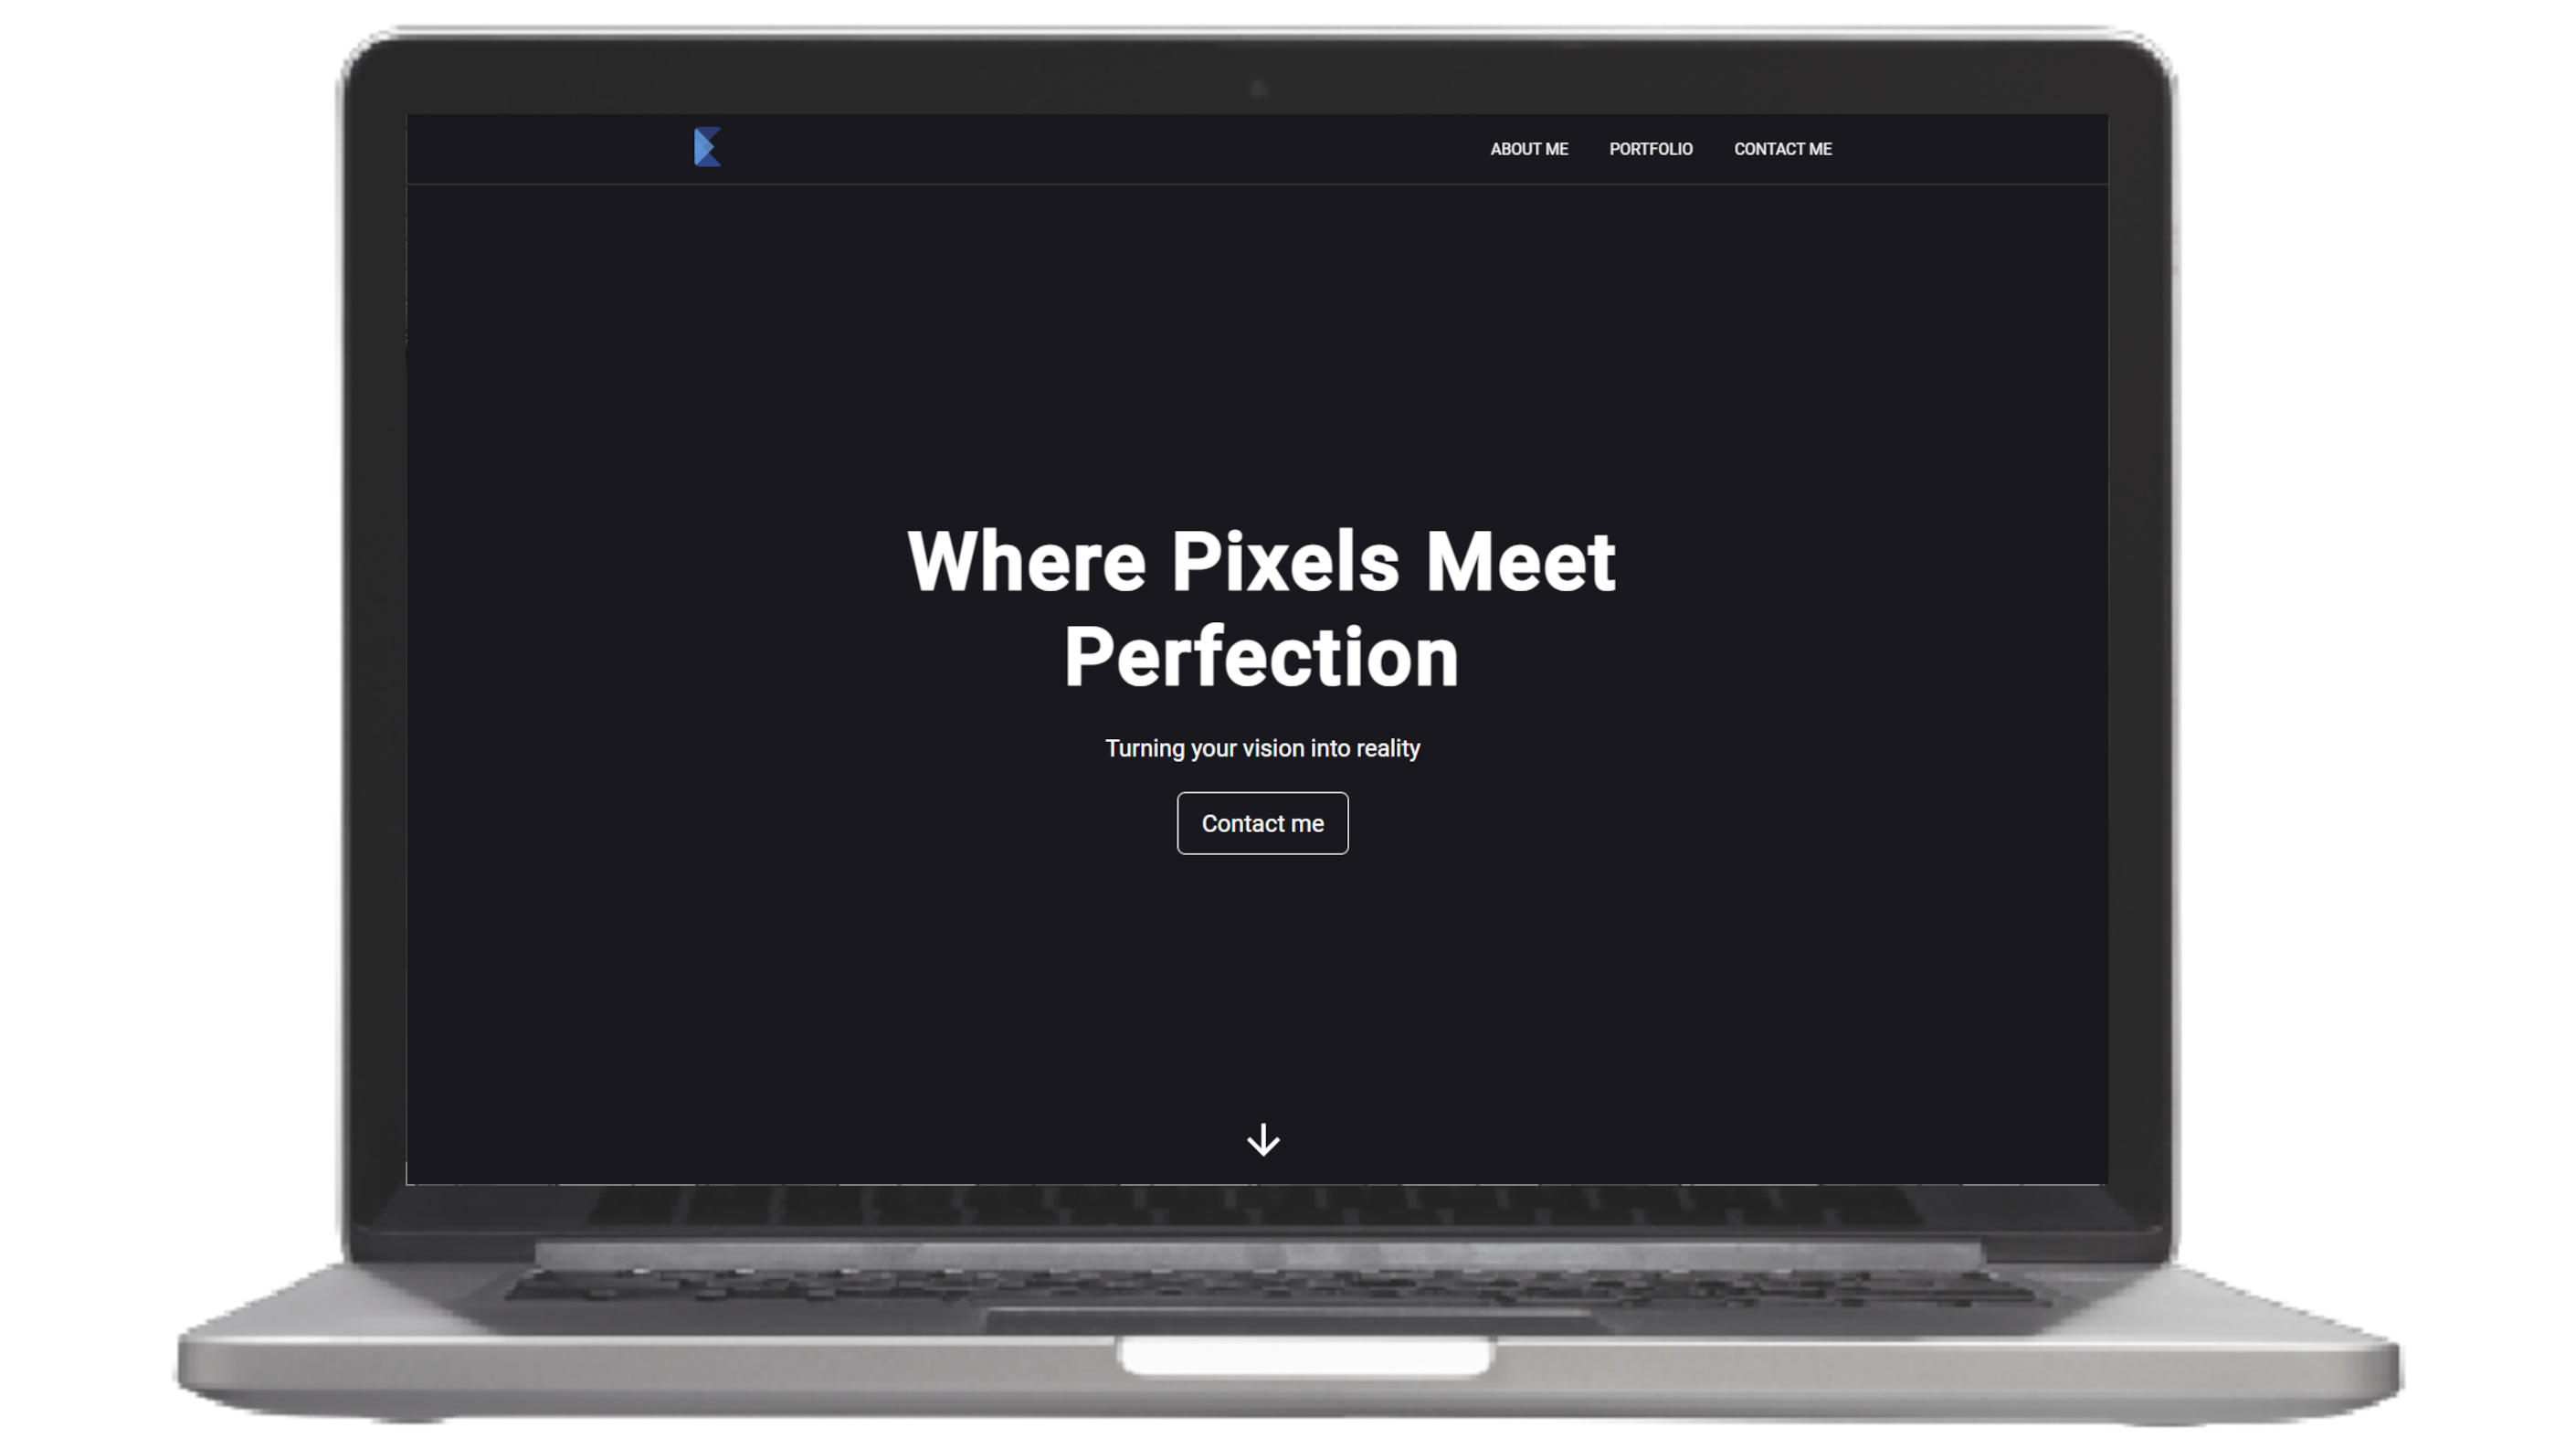 ABOUT ME PORTFOLIO CONTACT ME
Where Pixels Meet
Perfection
Turning your vision into reality
Contact me